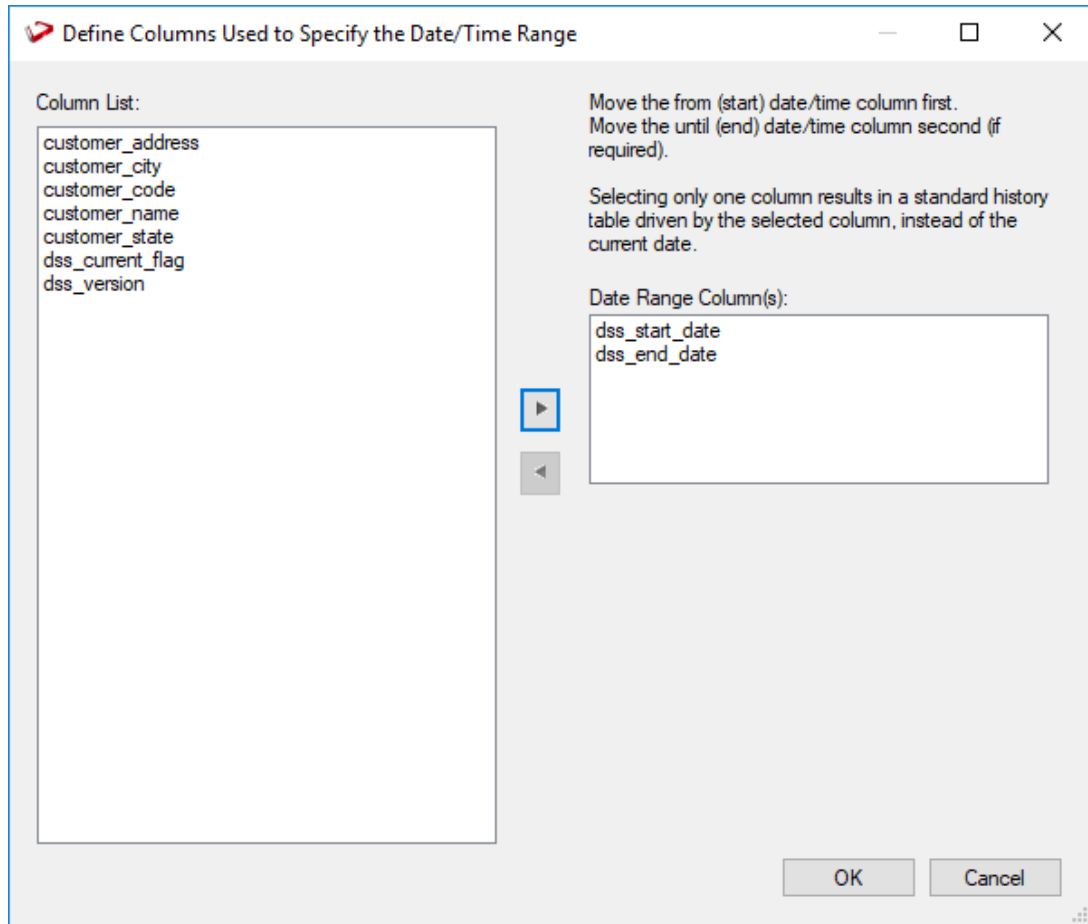 Define Columns Used to Specify the Date/Time Range
Column List:
customer_address
customer_city
customer_code
customer_name
customer_state
dss_current_flag
dss_version
Move the from (start) date/time column first.
Move the until (end) date/time column second (if
required).
Selecting only one column results in a standard history
table driven by the selected column, instead of the
current date.
Date Range Column(s):
dss_start_date
dss_end_date
OK
Cancel